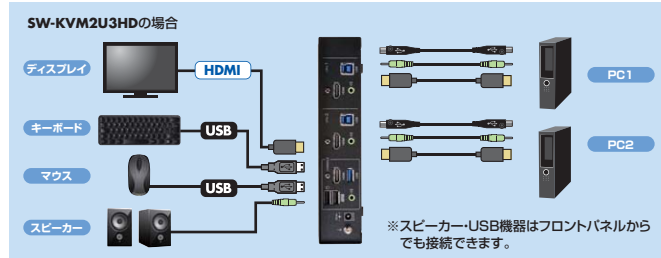 SW-KVM2U3HDの場合
ディスプレイ
HDMI
キーボード
USB
マウス
USB
スピーカー
PC1
PC2
※スピーカー・USB機器はフロントパネルから
でも接続できます。